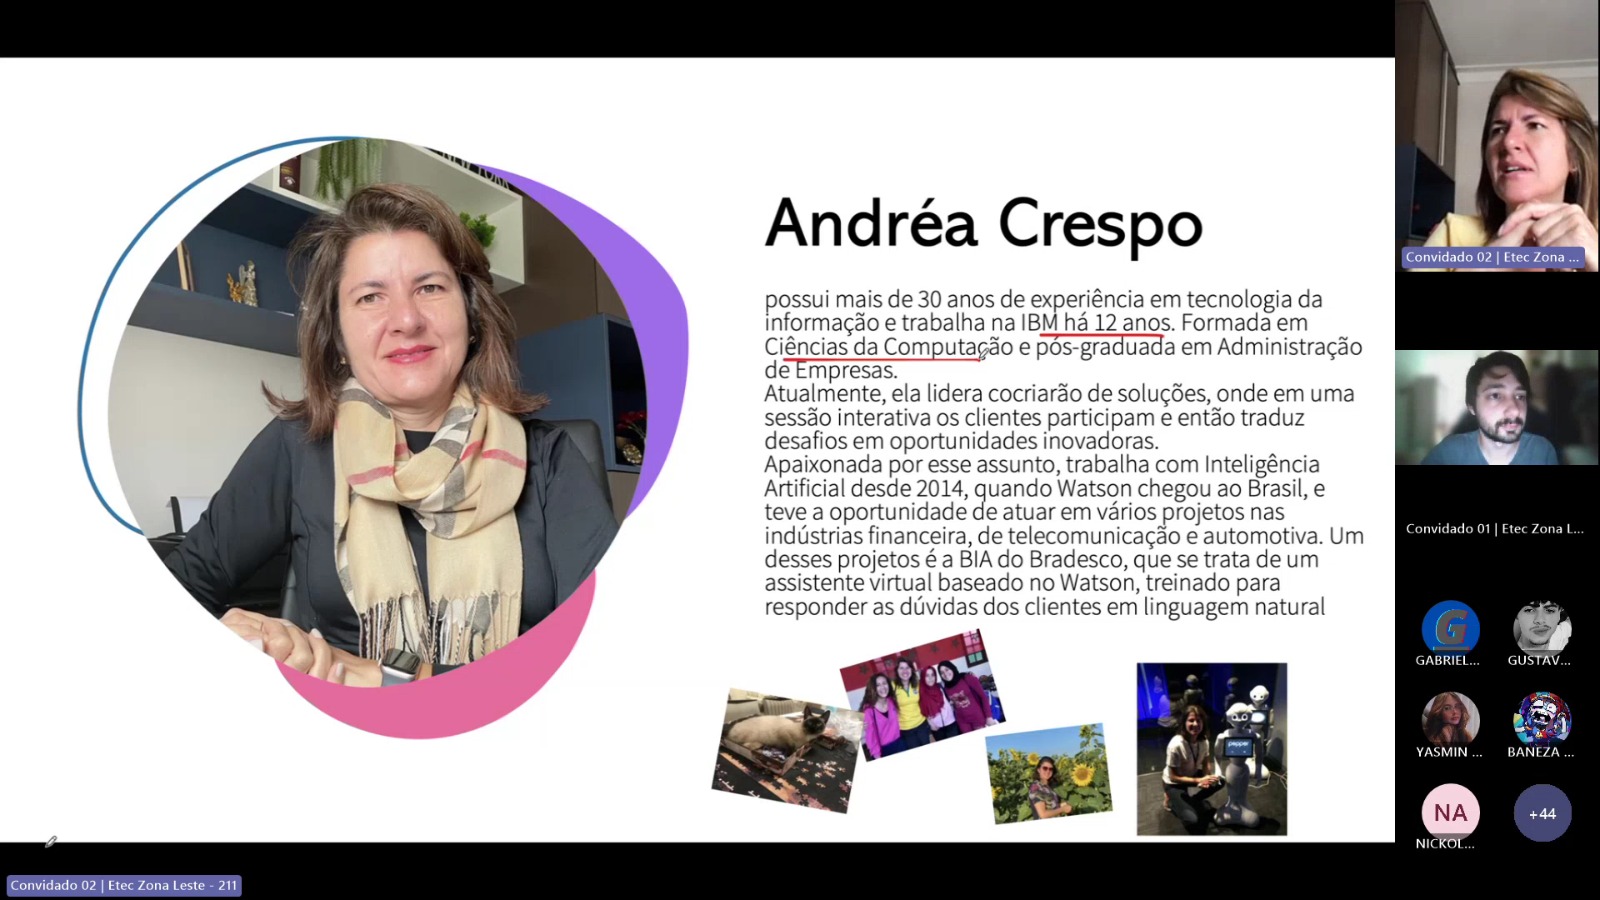 NEW YORK
Andréa Crespo
possui mais de 30 anos de experiência em tecnologia da
informação e trabalha na IBM há 12 anos. Formada em
Ciências da Computação e pós-graduada em Administração
de Empresas.
Atualmente, ela lidera cocriarão de soluções, onde em uma
sessão interativa os clientes participam e então traduz
desafios em oportunidades inovadoras.
Apaixonada por esse assunto, trabalha com Inteligência
Artificial desde 2014, quando Watson chegou ao Brasil, e
teve a oportunidade de atuar em vários projetos nas
indústrias financeira, de telecomunicação e automotiva. Um
desses projetos é a BIA do Bradesco, que se trata de um
assistente virtual baseado no Watson, treinado para
responder as dúvidas dos clientes em linguagem natural
pepper
Convidado 02 | Etec Zona Leste - 211
Convidado 02 | Etec Zona ...
Convidado 01 | Etec Zona L...
G
GABRIEL...
GUSTAV...
YASMIN ...
BANEZA ...
NA
NICKOL...
+44